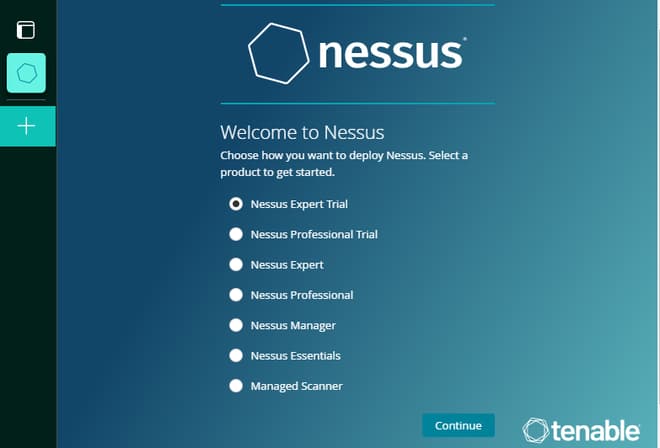 nessus®
Welcome to Nessus
Choose how you want to deploy Nessus. Select a
product to get started.
Nessus Expert Trial
Nessus Professional Trial
Nessus Expert
Nessus Professional
Nessus Manager
Nessus Essentials
Managed Scanner
Continue
tenable